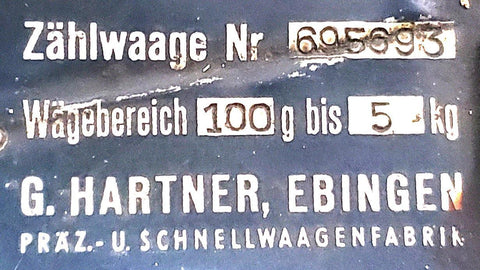 Zählwaage Nr 695693
Wägebereich 100 g bis 5 kg
G. HARTNER, EBINGEN
PRÄZ.- U. SCHNELLWAAGENFABRIK